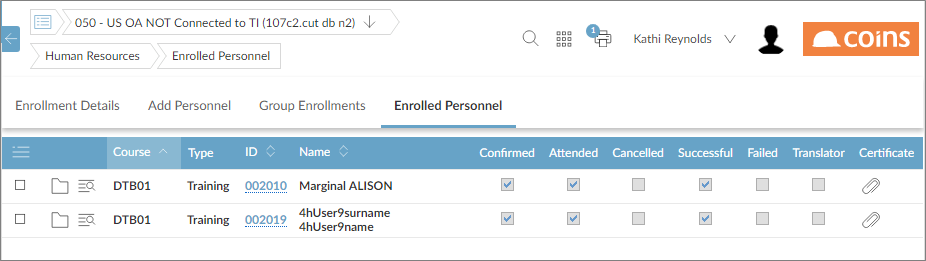 050 - US OA NOT Connected to TI (107c2.cut db n2)
Human Resources
Enrolled Personnel
1
Kathi Reynolds
coins
Enrollment Details Add Personnel Group Enrollments Enrolled Personnel
Course Type ID Name Confirmed Attended Cancelled Successful Failed Translator Certificate
DTB01 Training 002010 Marginal ALISON
DTB01 Training 002019 4hUser9surname
4hUser9name